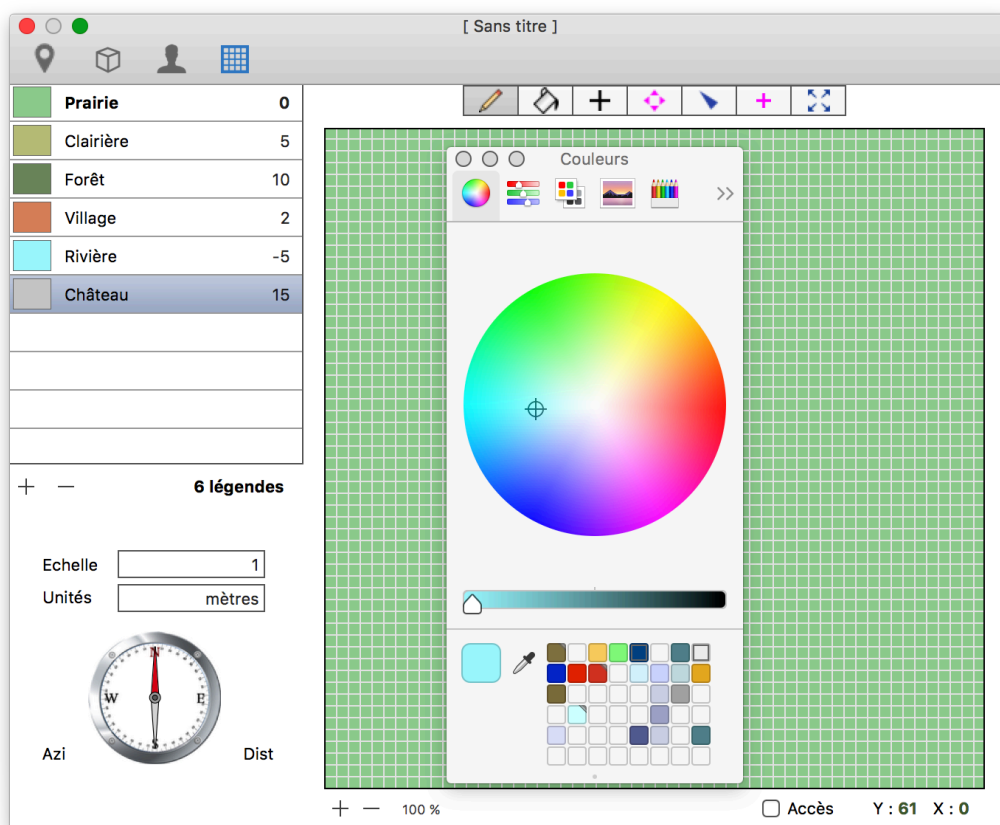 [ Sans titre ]
Prairie 0
Clairière 5
Forêt 10
Village 2
Rivière -5
Château 15
6 légendes
Couleurs
Echelle 1
Unités mètres
N
W E
S
Azi Dist
100 %
Accès Y : 61 X : 0